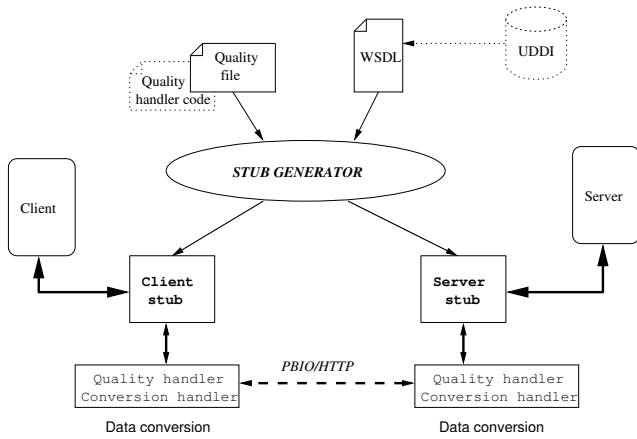 Quality
file
Quality
handler code
WSDL
UDDI
STUB GENERATOR
Client
Server
Client
stub
Server
stub
PBIO/HTTP
Quality handler
Conversion handler
Quality handler
Conversion handler
Data conversion
Data conversion